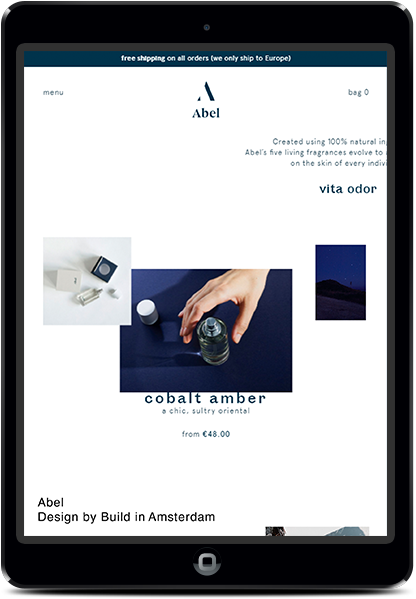 free shipping on all orders (we only ship to Europe)
menu
Abel
bag 0
Created using 100% natural in
Abel's five living fragrances evolve to
on the skin of every indivi
vita odor
cobalt amber
a chic, sultry oriental
from €48.00
Abel
Design by Build in Amsterdam